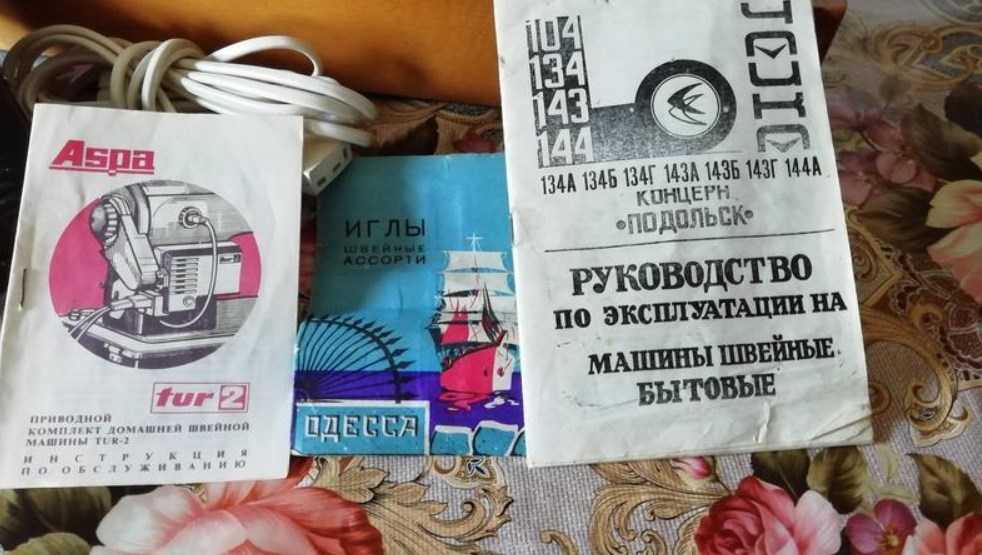 Aspa
tur 2
ПРИВОДНОЙ
КОМПЛЕКТ ДОМАШНЕЙ ШВЕЙНОЙ
МАШИНЫ TUR-2
ИНСТРУКЦИЯ
ПО ОБСЛУЖИВАНИЮ
ИГЛЫ
ШВЕЙНЫЕ
АССОРТИ
ОДЕССА
104
134
143
144
134А 134Б 134Г 143А 143Б 143Г 144А
КОНЦЕРН
«ПОДОЛЬСК»
РУКОВОДСТВО
ПО ЭКСПЛУАТАЦИИ НА
МАШИНЫ ШВЕЙНЫЕ
БЫТОВЫЕ